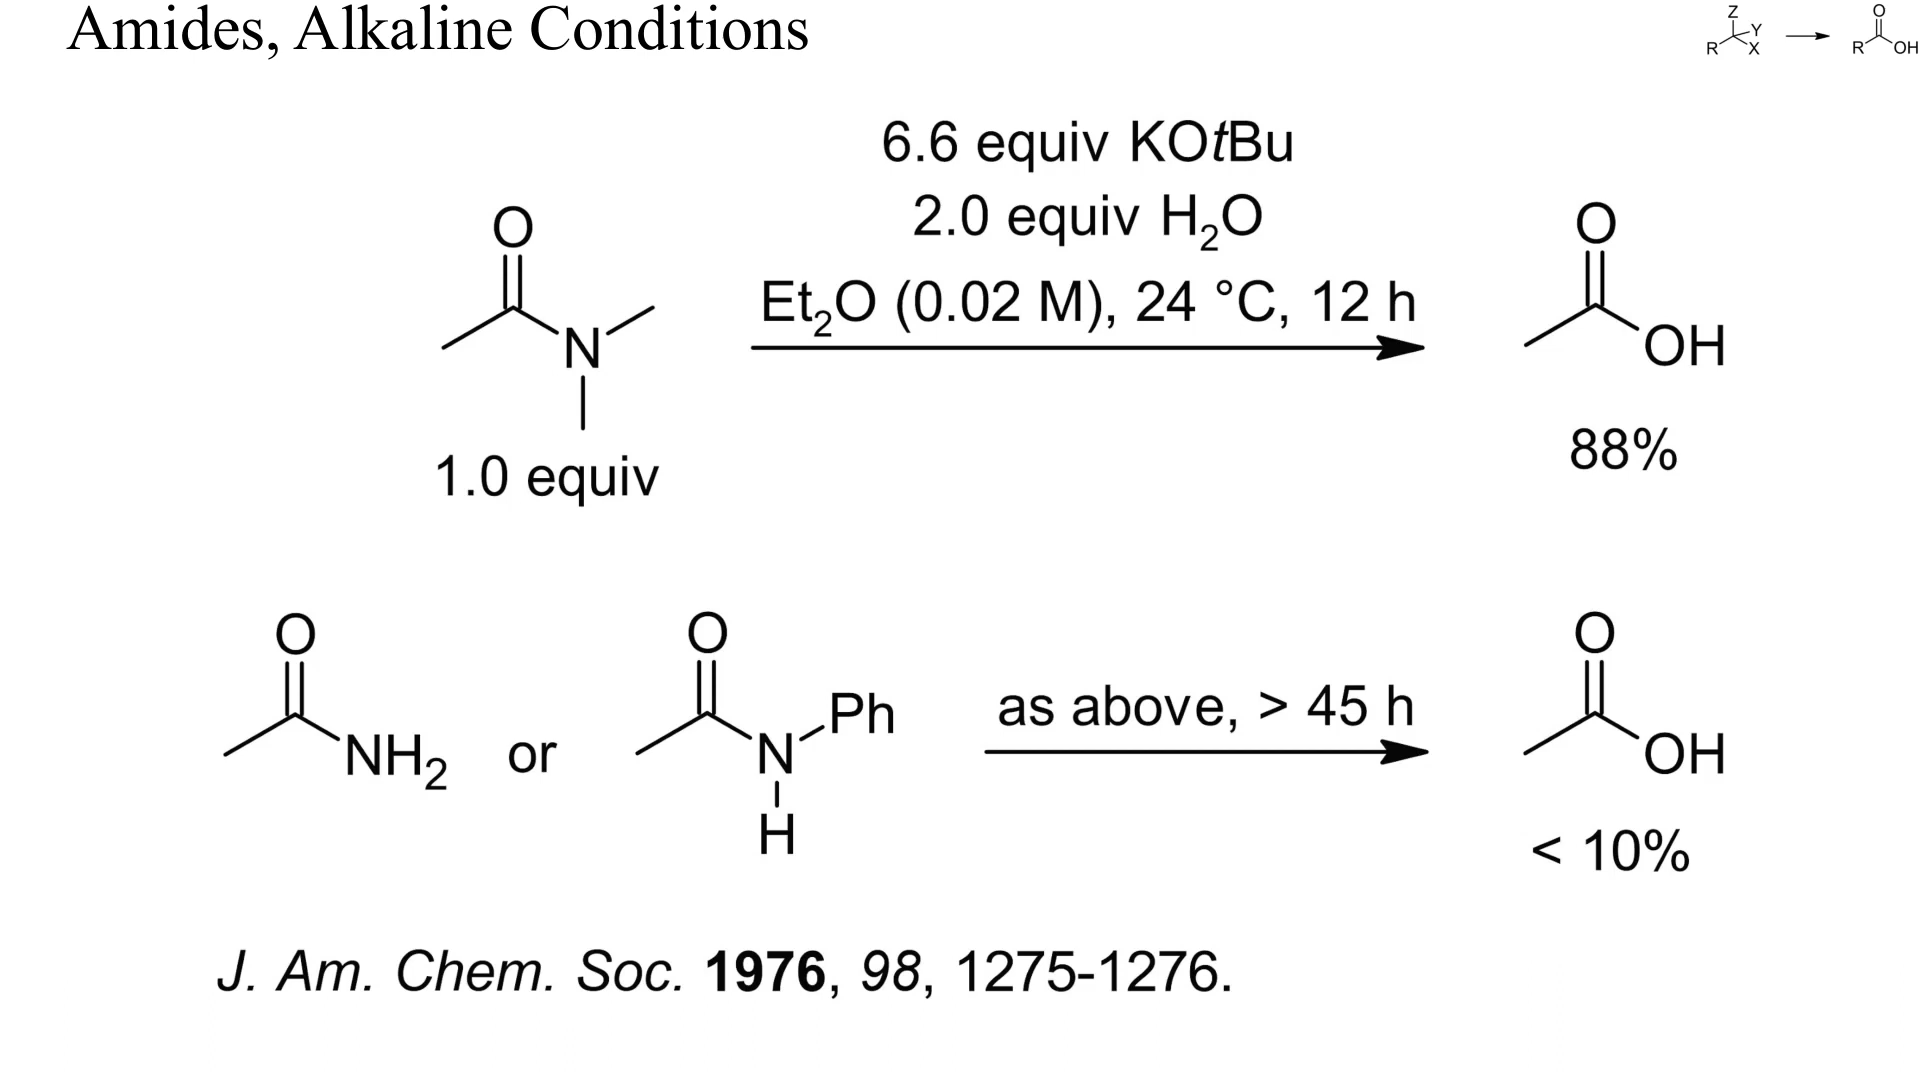 Amides, Alkaline Conditions
Z
R Y X
O
R OH
6.6 equiv KOtBu
2.0 equiv H₂O
Et₂O (0.02 M), 24 °C, 12 h
O
N
1.0 equiv
O
OH
88%
O
NH₂
or
O
N Ph
H
as above, > 45 h
O
OH
< 10%
J. Am. Chem. Soc. 1976, 98, 1275-1276.